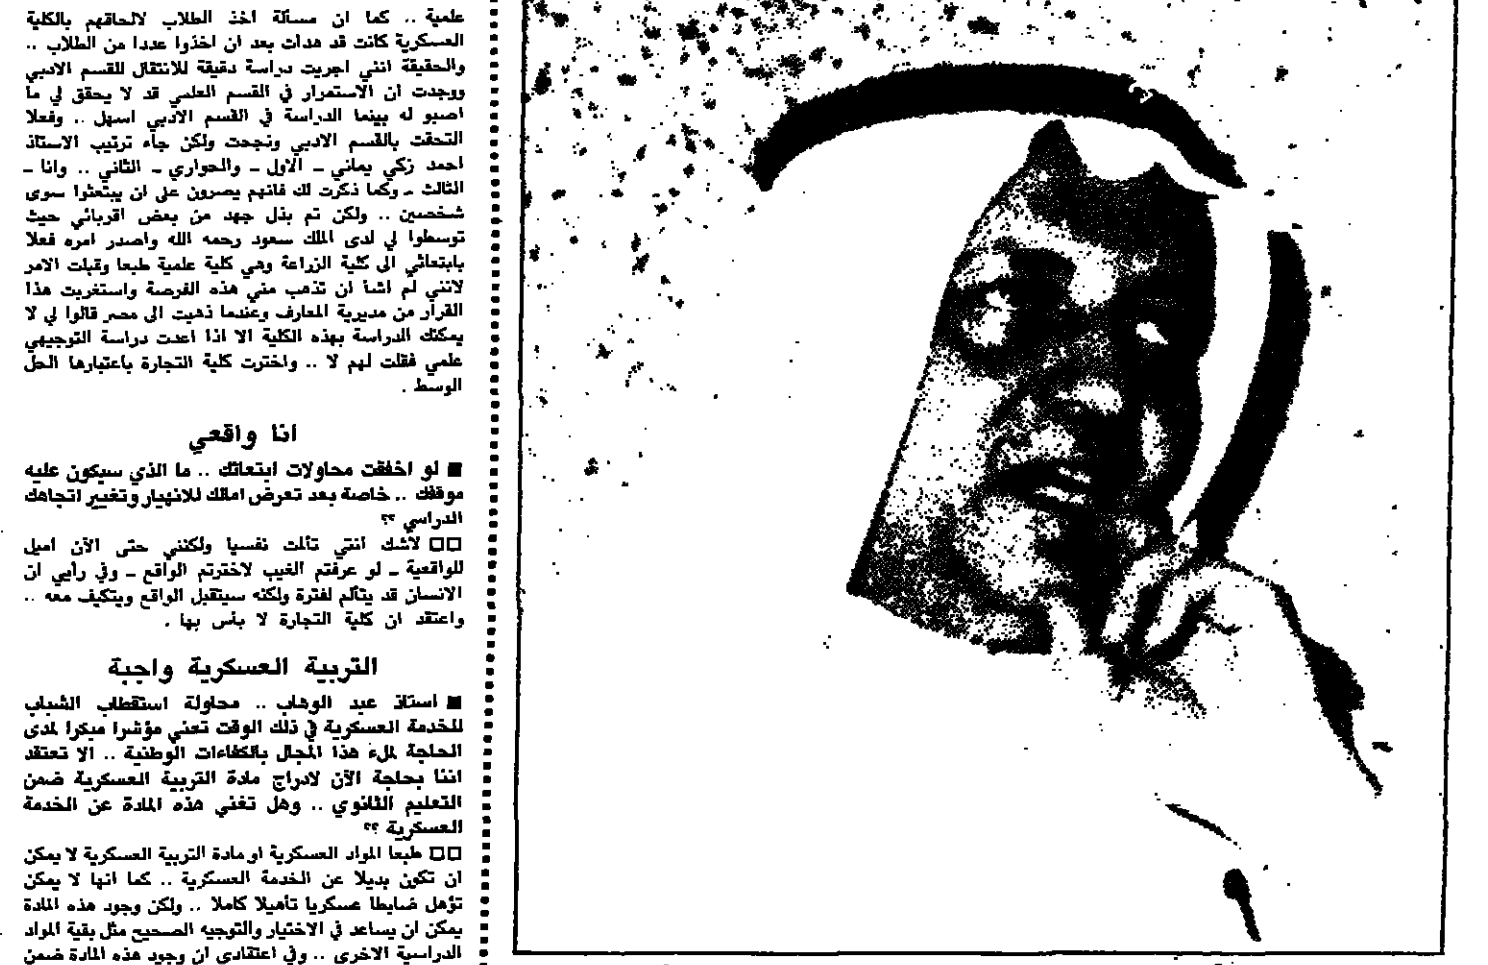 علمية .. كما ان مسألة اخذ الطلاب لالحاقهم بالكلية
العسكرية كانت قد هدأت بعد ان اخذوا عددا من الطلاب ..
والحقيقة انني اجريت دراسة دقيقة للانتقال للقسم الادبي
ووجدت ان الاستمرار في القسم العلمي قد لا يحقق لي ما
اصبو له بينما الدراسة في القسم الادبي اسهل .. وفعلا
التحقت بالقسم الادبي ونجحت ولكن جاء ترتيب الاستاذ
احمد زكي يماني - الاول - والحواري - الثاني .. وانا -
الثالث - وكما ذكرت لك فانهم يصرون على ان يبتعثوا سوى
شخصين .. ولكن تم بذل جهد من بعض اقربائي حيث
توسطوا لي لدى الملك سعود رحمه الله واصدر امره فعلا
بابتعاثي الى كلية الزراعة وهي كلية علمية طبعا وقبلت الامر
لانني لم اشأ ان تذهب مني هذه الفرصة واستغربت هذا
القرار من مديرية المعارف وعندما ذهبت الى مصر قالوا لي لا
يمكنك الدراسة بهذه الكلية الا اذا اعدت دراسة التوجيهي
علمي فقلت لهم لا .. واخترت كلية التجارة باعتبارها الحل
الوسط .
انا واقعي
■ لو اخفقت محاولات ابتعاثك .. ما الذي سيكون عليه
موقفك .. خاصة بعد تعرض امالك للانهيار وتغيير اتجاهك
الدراسي ؟؟
□□ لاشك انني تألمت نفسيا ولكنني حتى الآن اميل
للواقعية - لو عرفتم الغيب لاخترتم الواقع - وفي رأيي ان
الانسان قد يتألم لفترة ولكنه سيتقبل الواقع ويتكيف معه ..
واعتقد ان كلية التجارة لا بأس بها .
التربية العسكرية واجبة
■ استاذ عبد الوهاب .. محاولة استقطاب الشباب
للخدمة العسكرية في ذلك الوقت تعني مؤشرا مبكرا لمدى
الحاجة لملء هذا المجال بالكفاءات الوطنية .. الا تعتقد
اننا بحاجة الآن لادراج مادة التربية العسكرية ضمن
التعليم الثانوي .. وهل تغني هذه المادة عن الخدمة
العسكرية ؟؟
□□ طبعا المواد العسكرية او مادة التربية العسكرية لا يمكن
ان تكون بديلا عن الخدمة العسكرية .. كما انها لا يمكن
تؤهل ضابطا عسكريا تأهيلا كاملا .. ولكن وجود هذه المادة
يمكن ان يساعد في الاختيار والتوجيه الصحيح مثل بقية المواد
الدراسية الاخرى .. وفي اعتقادي ان وجود هذه المادة ضمن